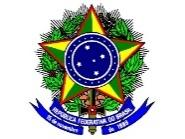 REPÚBLICA FEDERATIVA DO BRASIL
15 de novembro de 1889